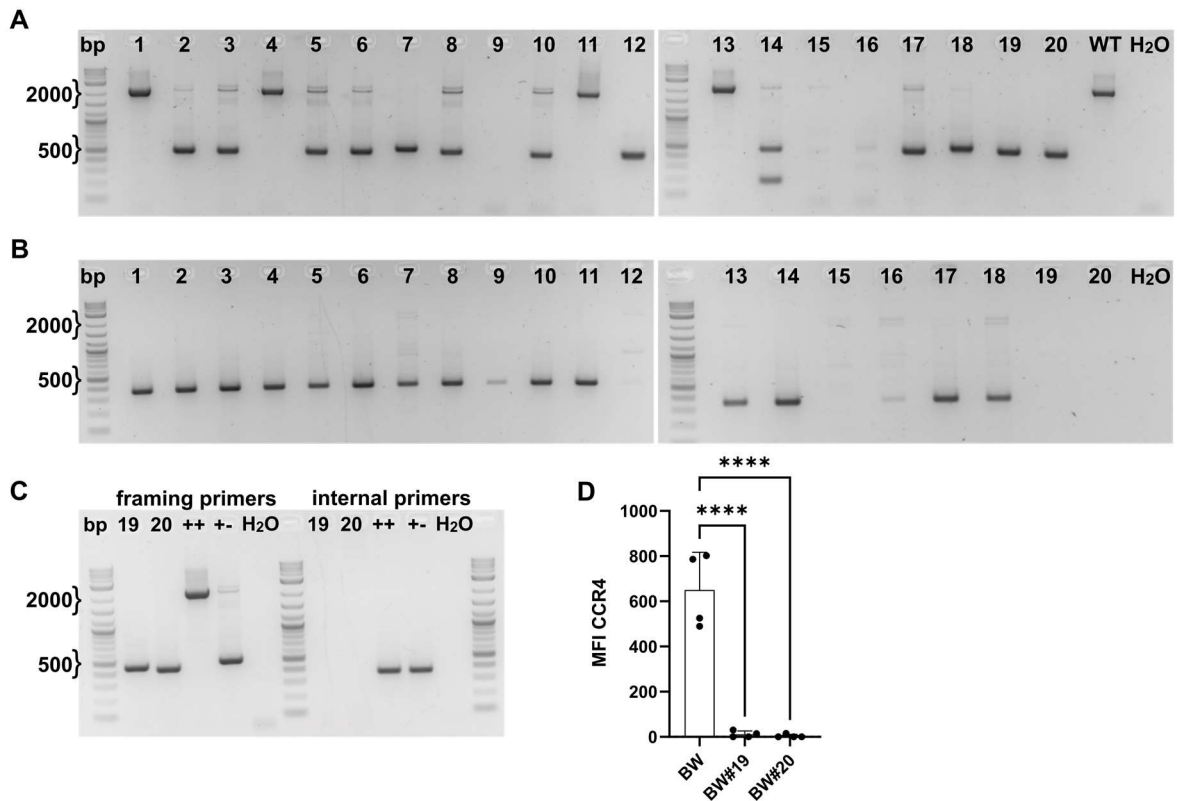 A
bp 1 2 3 4 5 6 7 8 9 10 11 12 13 14 15 16 17 18 19 20 WT H₂O
2000}
500}
B
bp 1 2 3 4 5 6 7 8 9 10 11 12 13 14 15 16 17 18 19 20 H₂O
2000}
500}
C
framing primers internal primers
bp 19 20 ++ +- H₂O 19 20 ++ +- H₂O
2000}
500}
D
****
****
1000
800
600
400
200
0
MFI CCR4
BW BW#19 BW#20